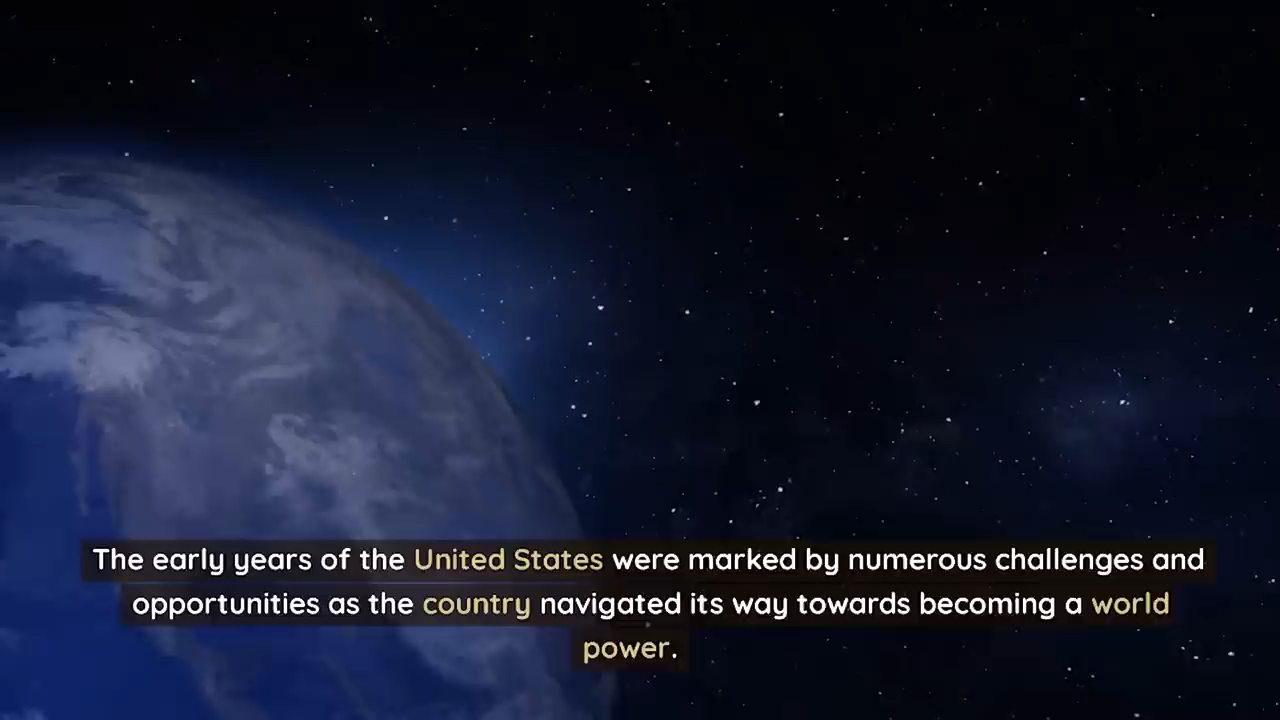 The early years of the United States were marked by numerous challenges and
opportunities as the country navigated its way towards becoming a world
power.